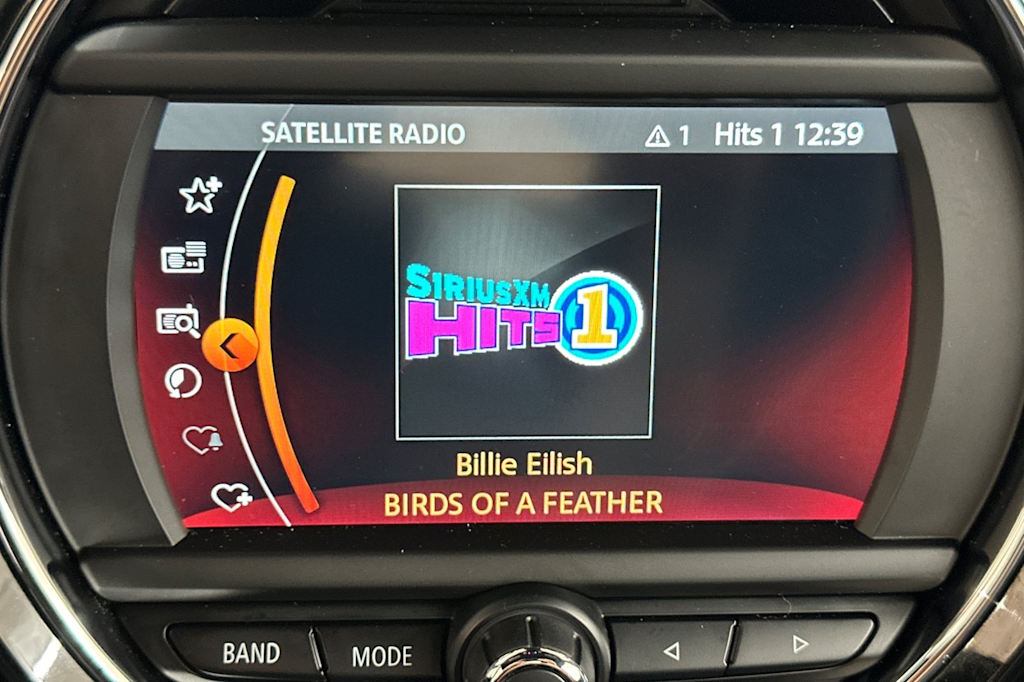 SATELLITE RADIO
1 Hits 1 12:39
SIRIUSXM
HITS 1
Billie Eilish
BIRDS OF A FEATHER
BAND
MODE